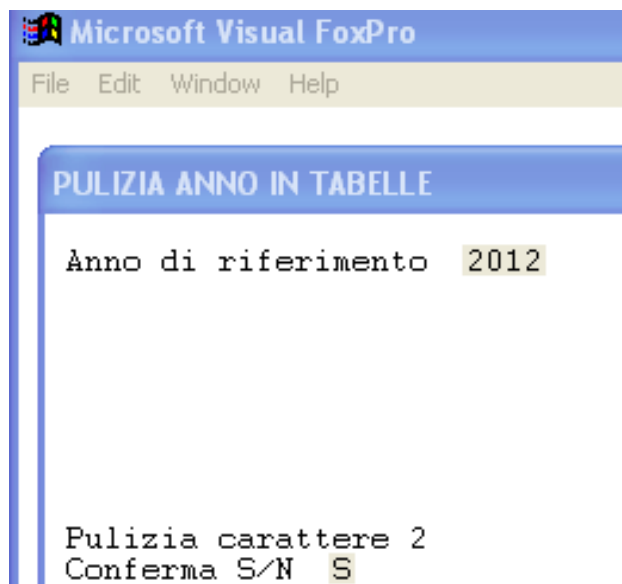 Microsoft Visual FoxPro
File Edit Window Help
PULIZIA ANNO IN TABELLE
Anno di riferimento 2012
Pulizia carattere 2
Conferma S/N S